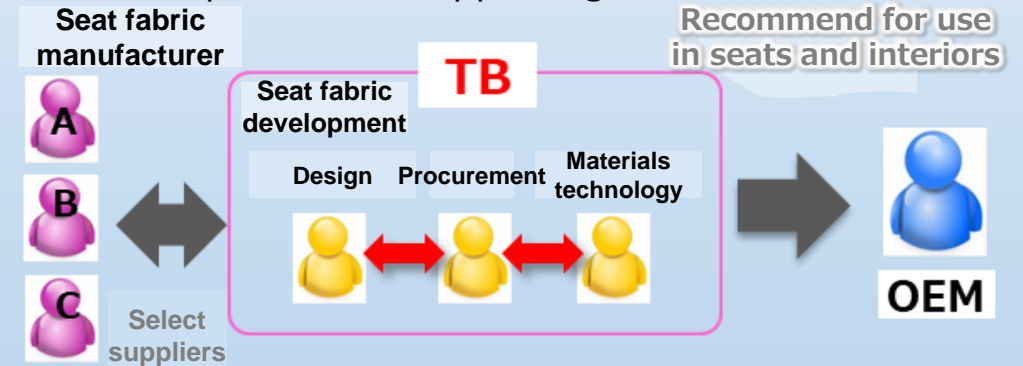 Seat fabric
manufacturer
A
B
C
Select
suppliers
TB
Seat fabric
development
Design
Procurement
Materials
technology
Recommend for use
in seats and interiors
OEM